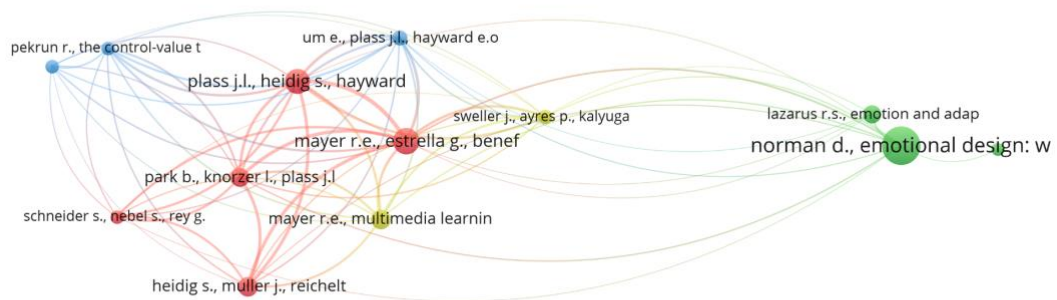 um e., plass j.l., hayward e.o
pekrun r., the control-value t
plass j.l., heidig s., hayward
sweller j., ayres p., kalyuga
lazarus r.s., emotion and adap
mayer r.e., estrella g., benef
norman d., emotional design: w
park b., knorzer l., plass j.l
schneider s., nebel s., rey g.
mayer r.e., multimedia learnin
heidig s., muller j., reichelt